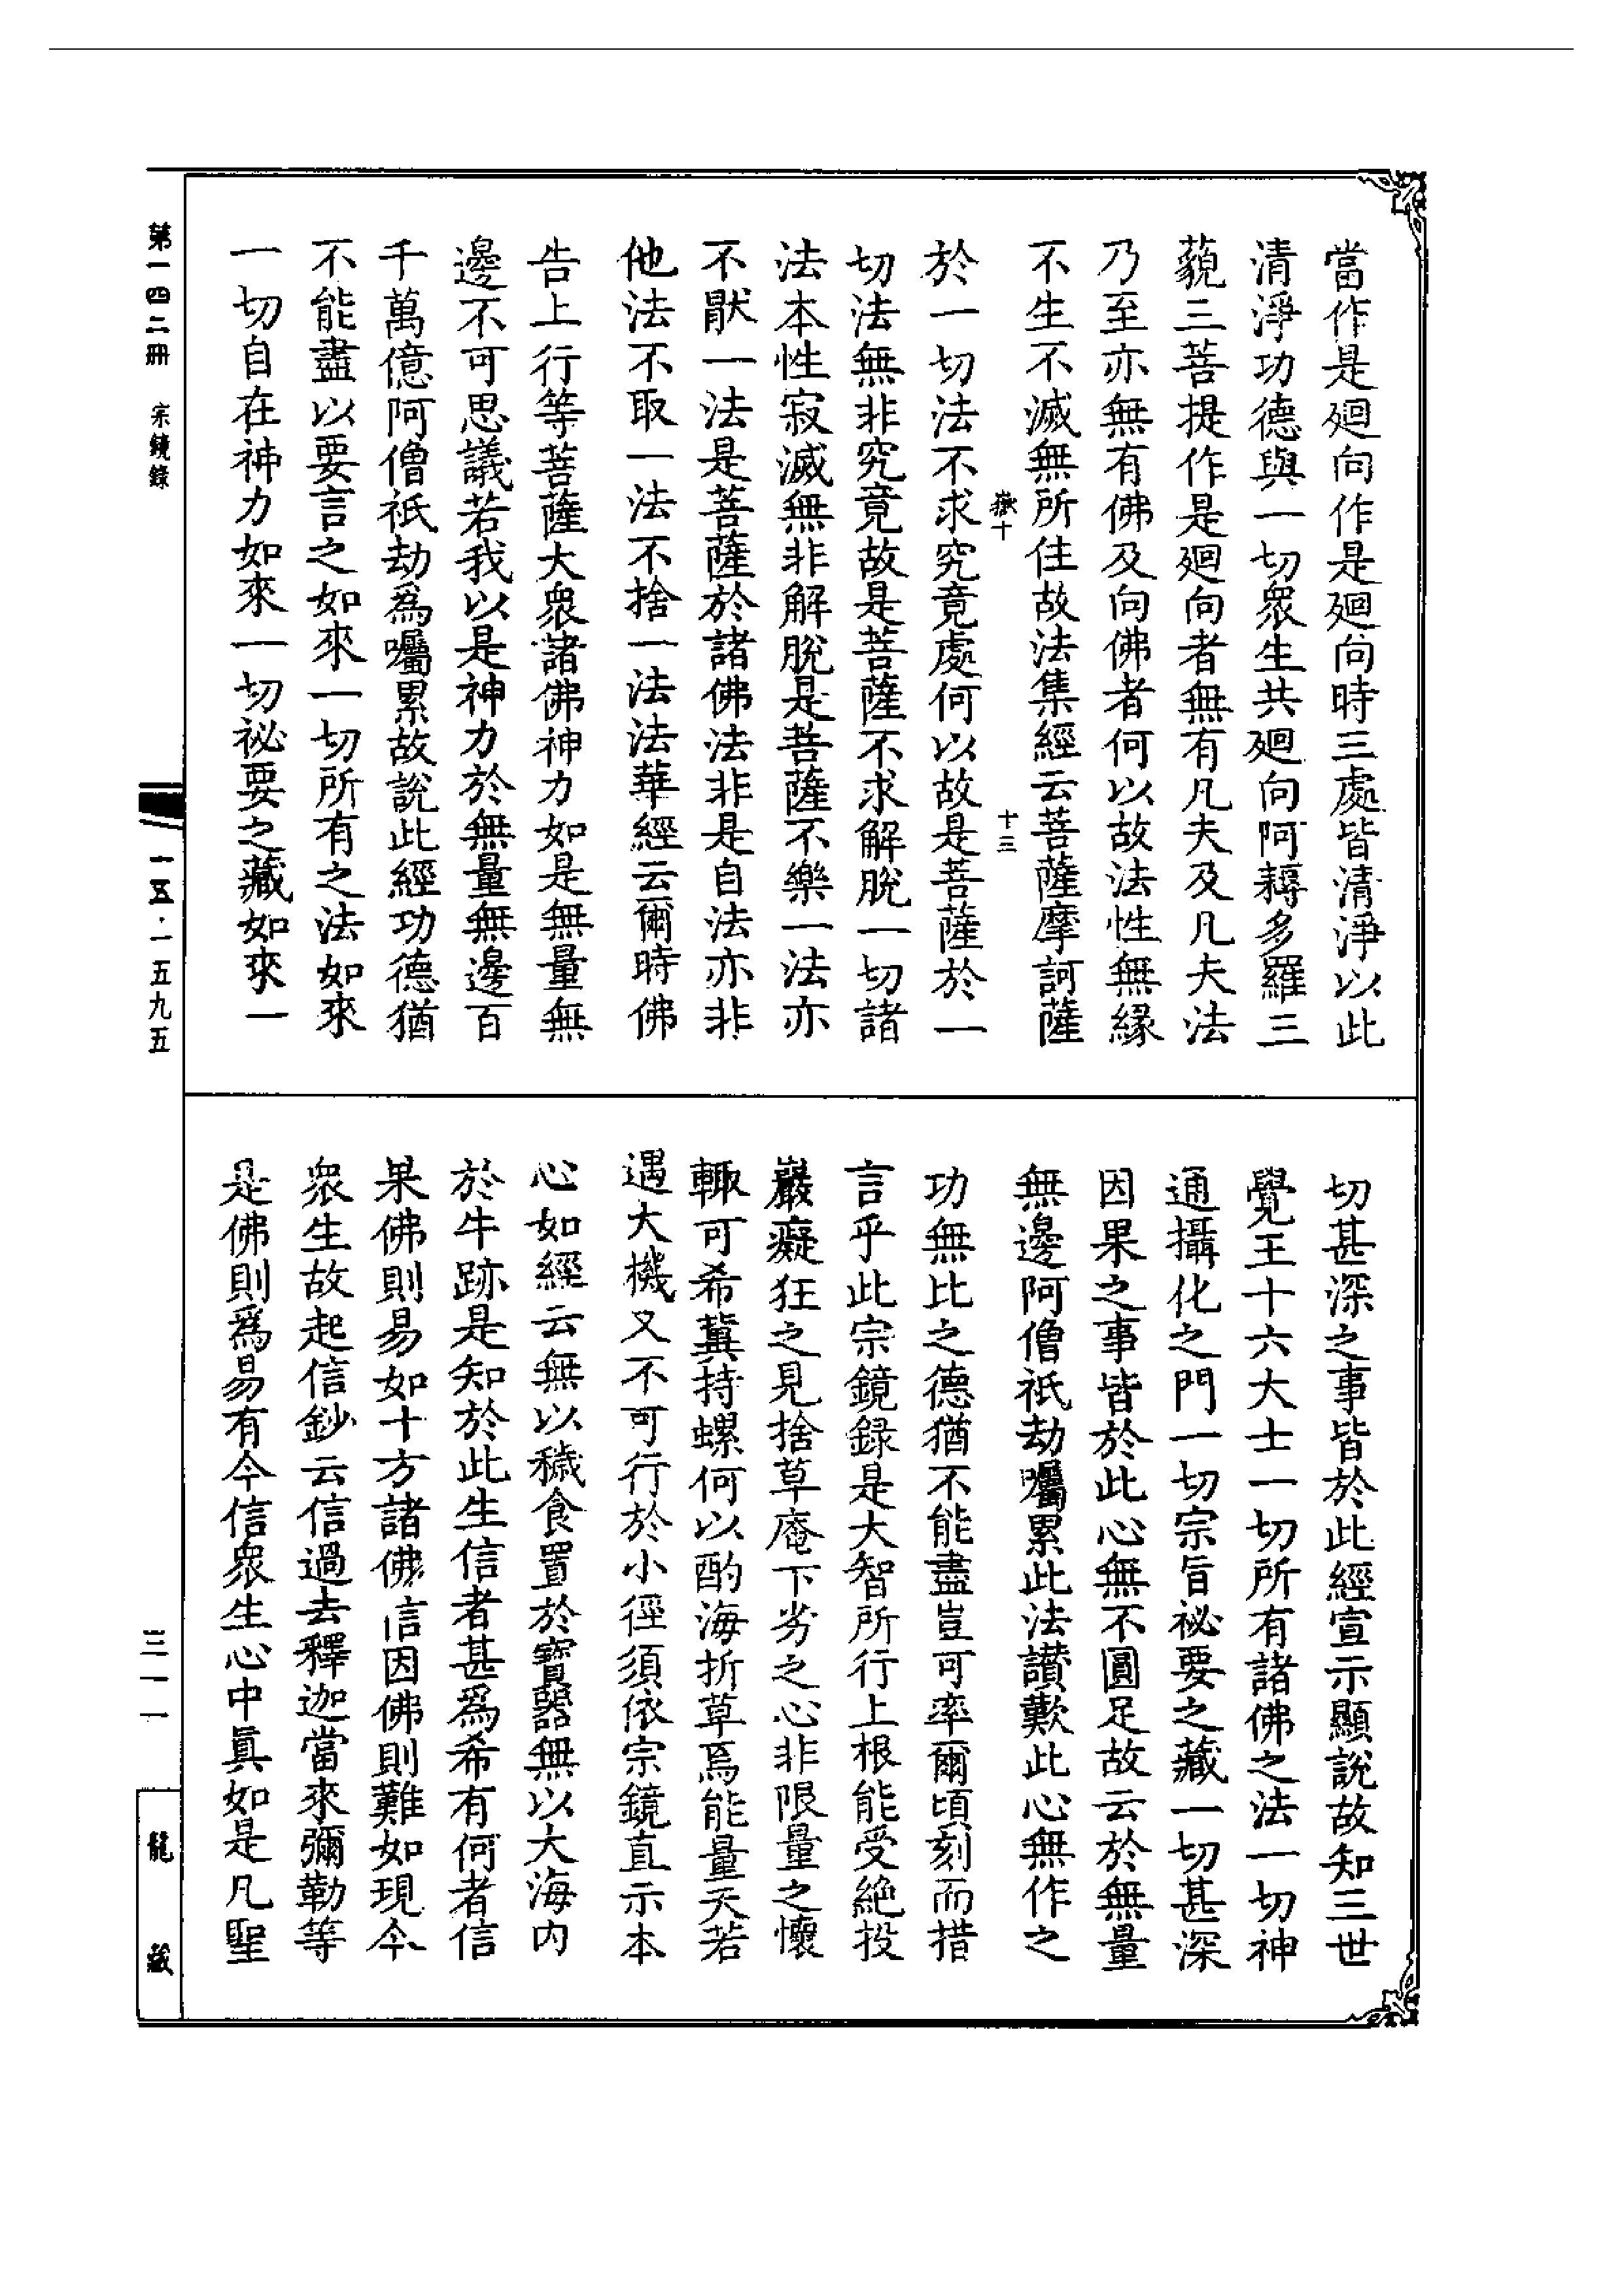 當作是廻向作是廻向時三處皆清淨以此
清淨功德與一切眾生共廻向阿耨多羅三
藐三菩提作是廻向者無有凡夫及凡夫法
乃至亦無有佛及向佛者何以故法性無緣
不生不滅無所住故法集經云菩薩摩訶薩
嶽十
十三
於一切法不求究竟處何以故是菩薩於一
切法無非究竟故是菩薩不求解脫一切諸
法本性寂滅無非解脫是菩薩不樂一法亦
不猒一法是菩薩於諸佛法非是自法亦非
他法不取一法不捨一法法華經云爾時佛
告上行等菩薩大眾諸佛神力如是無量無
邊不可思議若我以是神力於無量無邊百
千萬億阿僧祇劫為囑累故說此經功德猶
不能盡以要言之如來一切所有之法如來
一切自在神力如來一切祕要之藏如來一
切甚深之事皆於此經宣示顯說故知三世
覺王十六大士一切所有諸佛之法一切神
通攝化之門一切宗旨祕要之藏一切甚深
因果之事皆於此心無不圓足故云於無量
無邊阿僧祇劫囑累此法讚歎此心無作之
功無比之德猶不能盡豈可率爾頃刻而措
言乎此宗鏡錄是大智所行上根能受絕投
巖癡狂之見捨草庵下劣之心非限量之懷
輙可希冀持螺何以酌海折草焉能量天若
遇大機又不可行於小徑須依宗鏡直示本
心如經云無以穢食置於寶器無以大海內
於牛跡是知於此生信者甚為希有何者信
果佛則易如十方諸佛信因佛則難如現今
眾生故起信鈔云信過去釋迦當來彌勒等
是佛則為易有今信眾生心中真如是凡聖
第一四二冊 宗鏡錄
一五·一五九五
三一一
龍藏